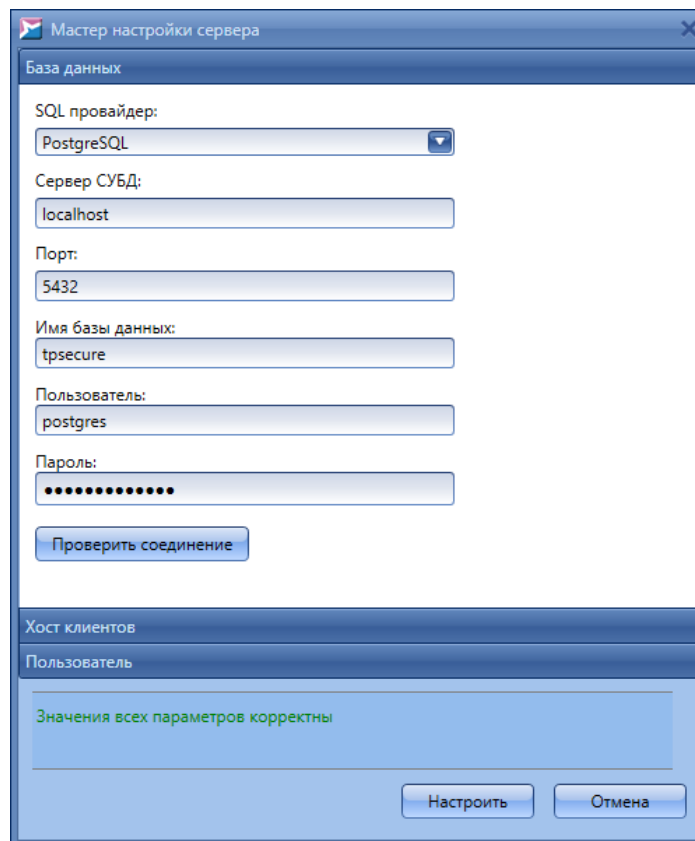 Мастер настройки сервера
База данных
SQL провайдер:
PostgreSQL
Сервер СУБД:
localhost
Порт:
5432
Имя базы данных:
tpsecure
Пользователь:
postgres
Пароль:
•••••••••••••
Проверить соединение
Хост клиентов
Пользователь
Значения всех параметров корректны
Настроить Отмена